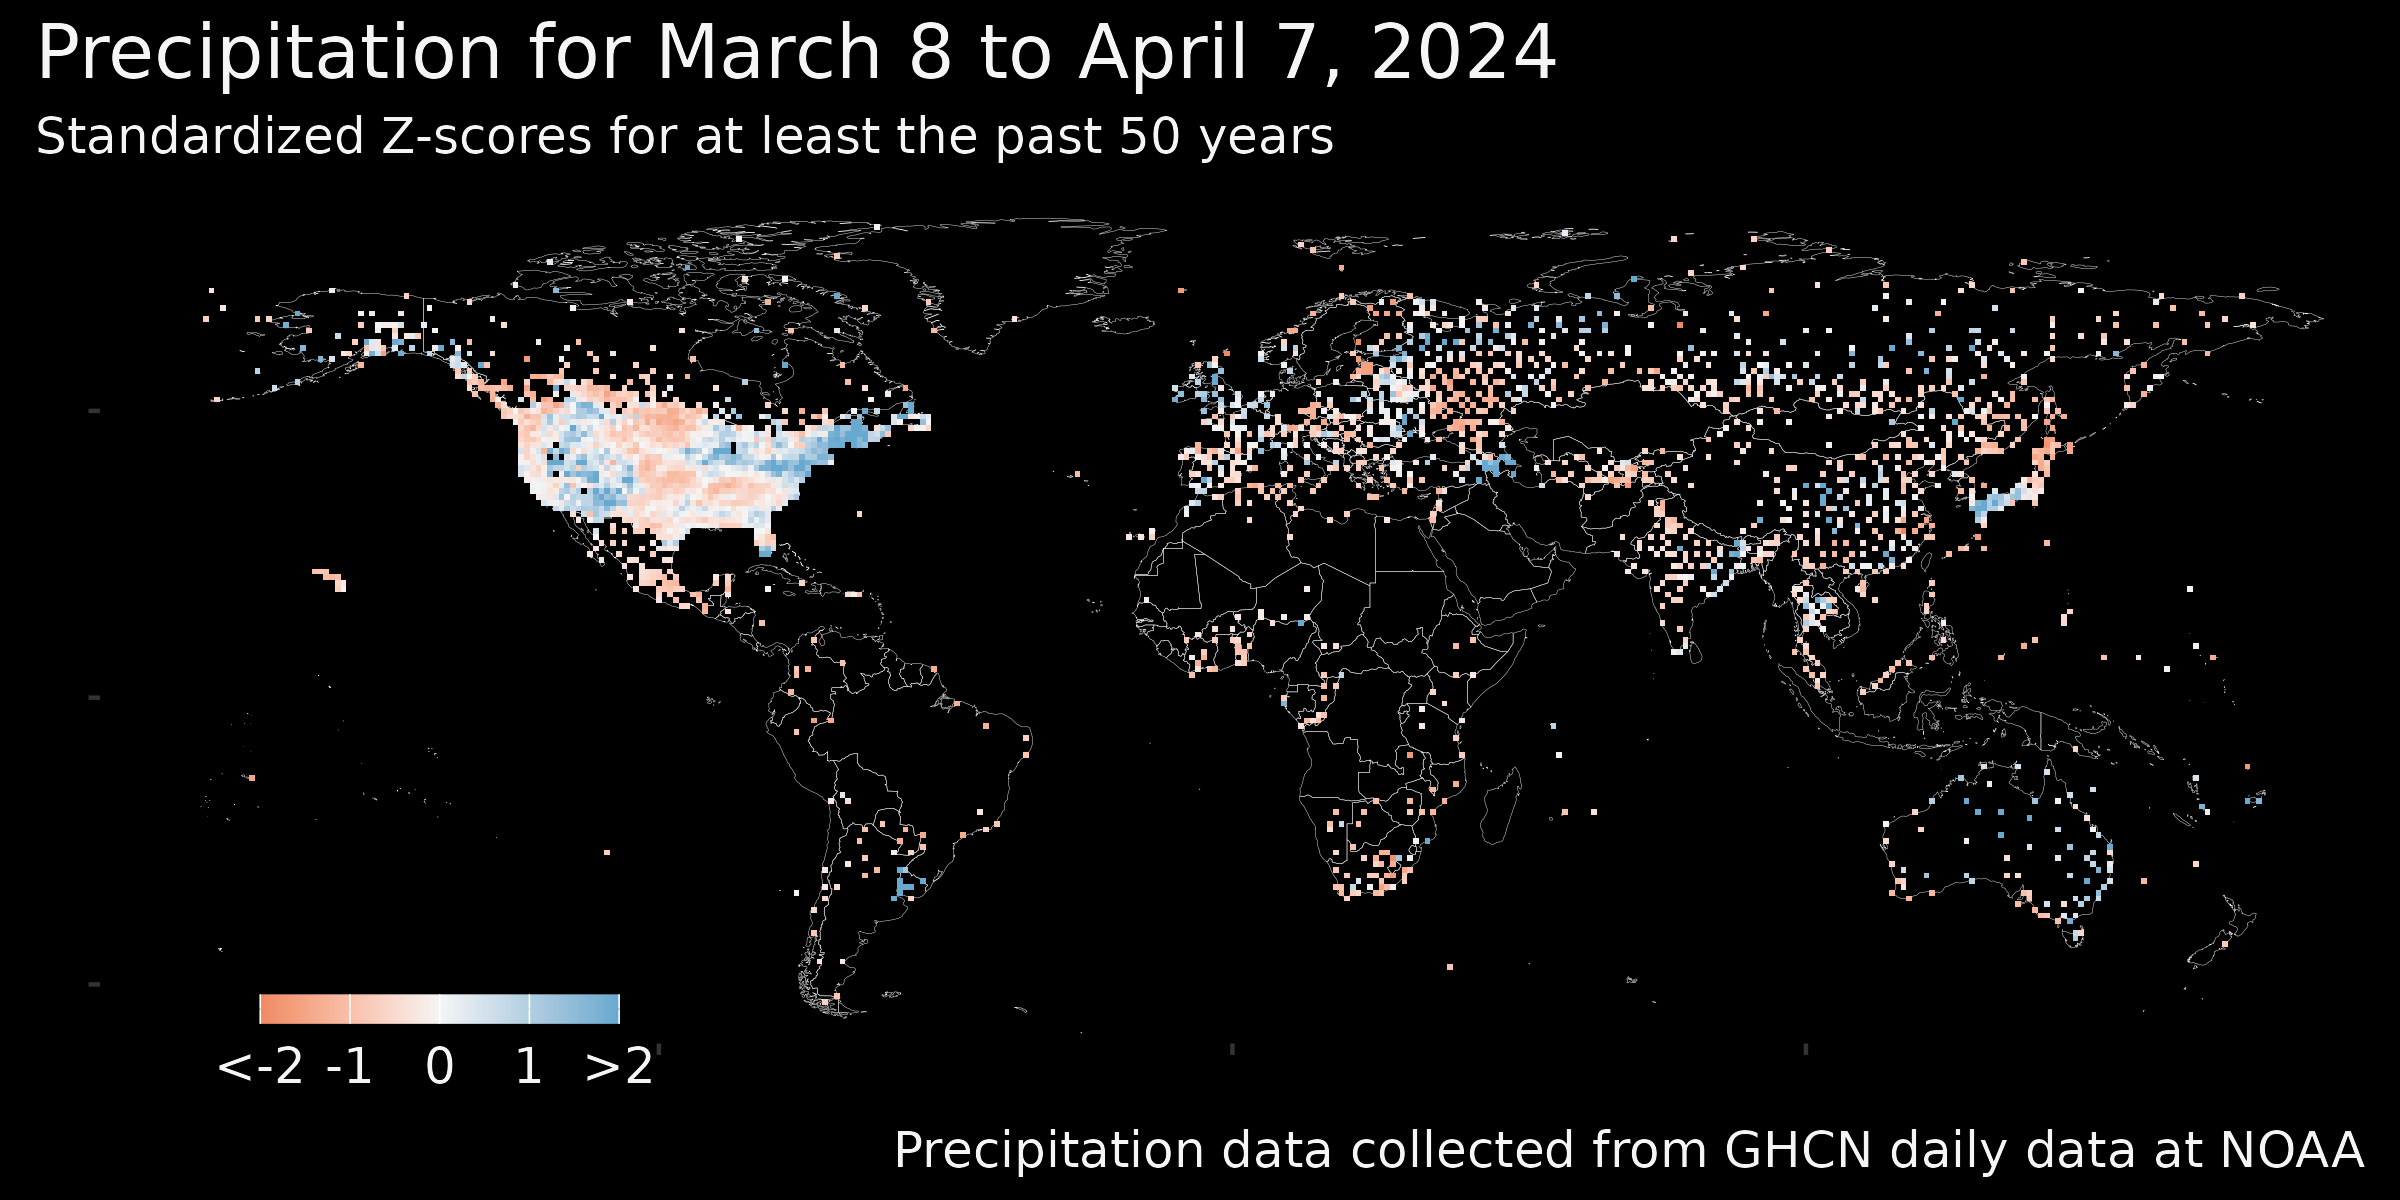 Precipitation for March 8 to April 7, 2024
Standardized Z-scores for at least the past 50 years
<-2 -1 0 1 >2
Precipitation data collected from GHCN daily data at NOAA